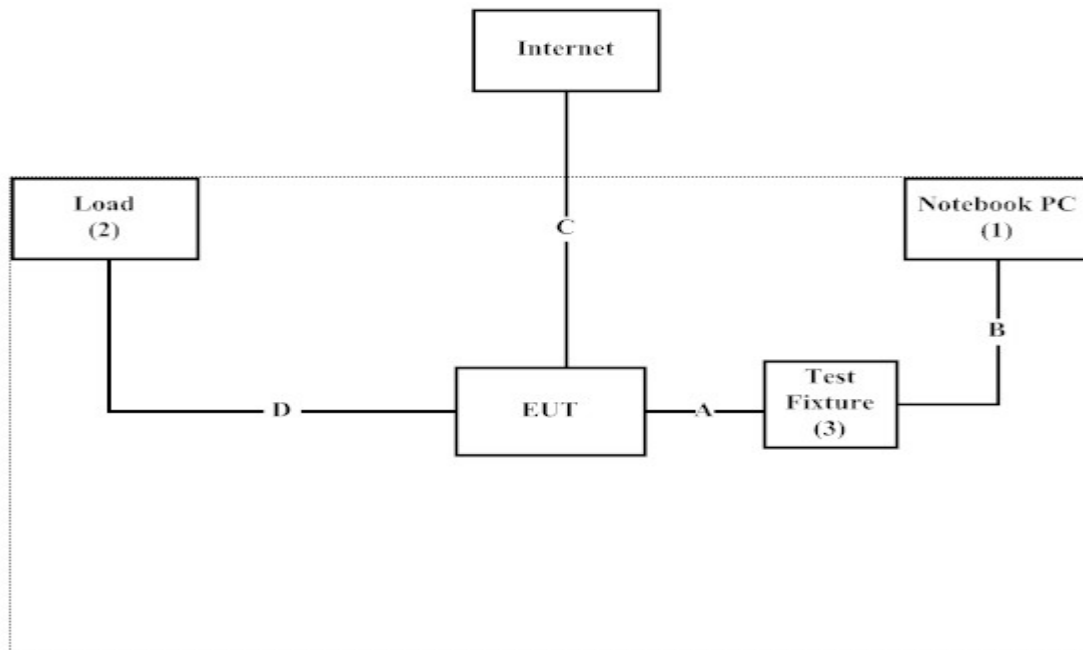 Internet
Load
(2)
Notebook PC
(1)
C
B
Test
Fixture
(3)
EUT
A
D